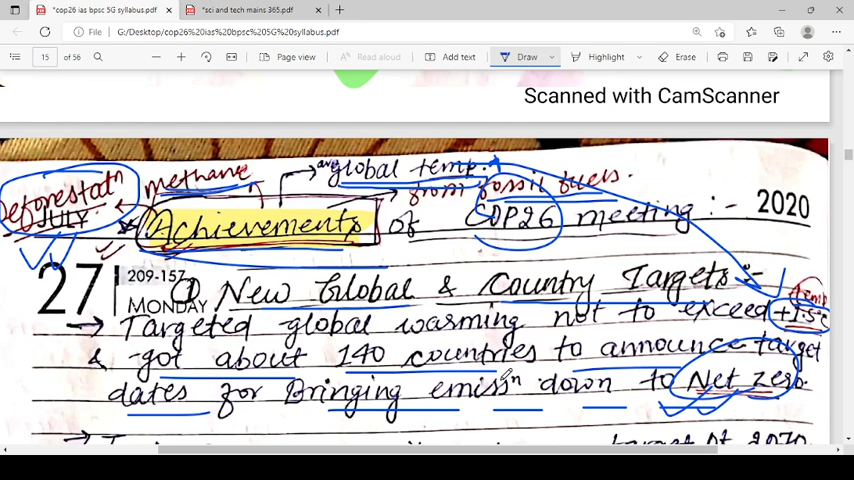 *cop26 ias bpsc 5G syllabus.pdf
*sci and tech mains 365.pdf
File | G:/Desktop/cop26%20ias%20bpsc%205G%20syllabus.pdf
15 of 56
Page view
Read aloud
Add text
Draw
Highlight
Erase
Scanned with CamScanner
methane → avg global temp.
Deforestatn → from fossil fuels.
JULY
* Achievements of COP26 meeting :- 2020
27 209-157
MONDAY
① New Global & Country Targets :-
temp
→ Targeted global warming not to exceed +1.5°
& got about 140 countries to announce target
dates for Bringing emissn down to Net zero.
target of 2070